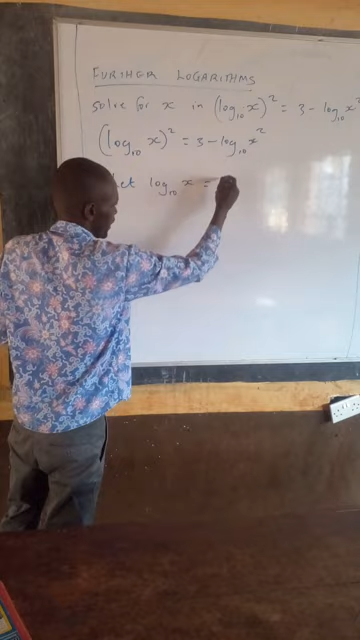 FURTHER LOGARITHMS
solve for x in (log₁₀ x)² = 3 - log₁₀ x²
(log₁₀ x)² = 3 - log₁₀ x²
Let log₁₀ x =